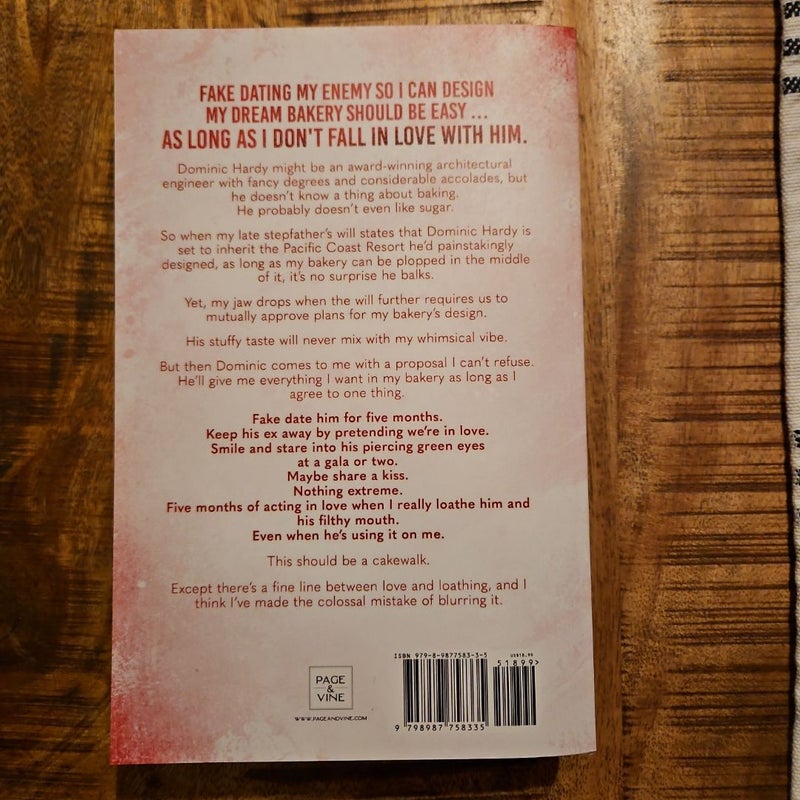 FAKE DATING MY ENEMY SO I CAN DESIGN
MY DREAM BAKERY SHOULD BE EASY ...
AS LONG AS I DON'T FALL IN LOVE WITH HIM.
Dominic Hardy might be an award-winning architectural
engineer with fancy degrees and considerable accolades, but
he doesn't know a thing about baking.
He probably doesn't even like sugar.
So when my late stepfather's will states that Dominic Hardy is
set to inherit the Pacific Coast Resort he'd painstakingly
designed, as long as my bakery can be plopped in the middle
of it, it's no surprise he balks.
Yet, my jaw drops when the will further requires us to
mutually approve plans for my bakery's design.
His stuffy taste will never mix with my whimsical vibe.
But then Dominic comes to me with a proposal I can't refuse.
He'll give me everything I want in my bakery as long as I
agree to one thing.
Fake date him for five months.
Keep his ex away by pretending we're in love.
Smile and stare into his piercing green eyes
at a gala or two.
Maybe share a kiss.
Nothing extreme.
Five months of acting in love when I really loathe him and
his filthy mouth.
Even when he's using it on me.
This should be a cakewalk.
Except there's a fine line between love and loathing, and I
think I've made the colossal mistake of blurring it.
PAGE
&
VINE
WWW.PAGEANDVINE.COM
ISBN 979-8-9877583-3-5
US$18.99
51899>
9 798987 758335